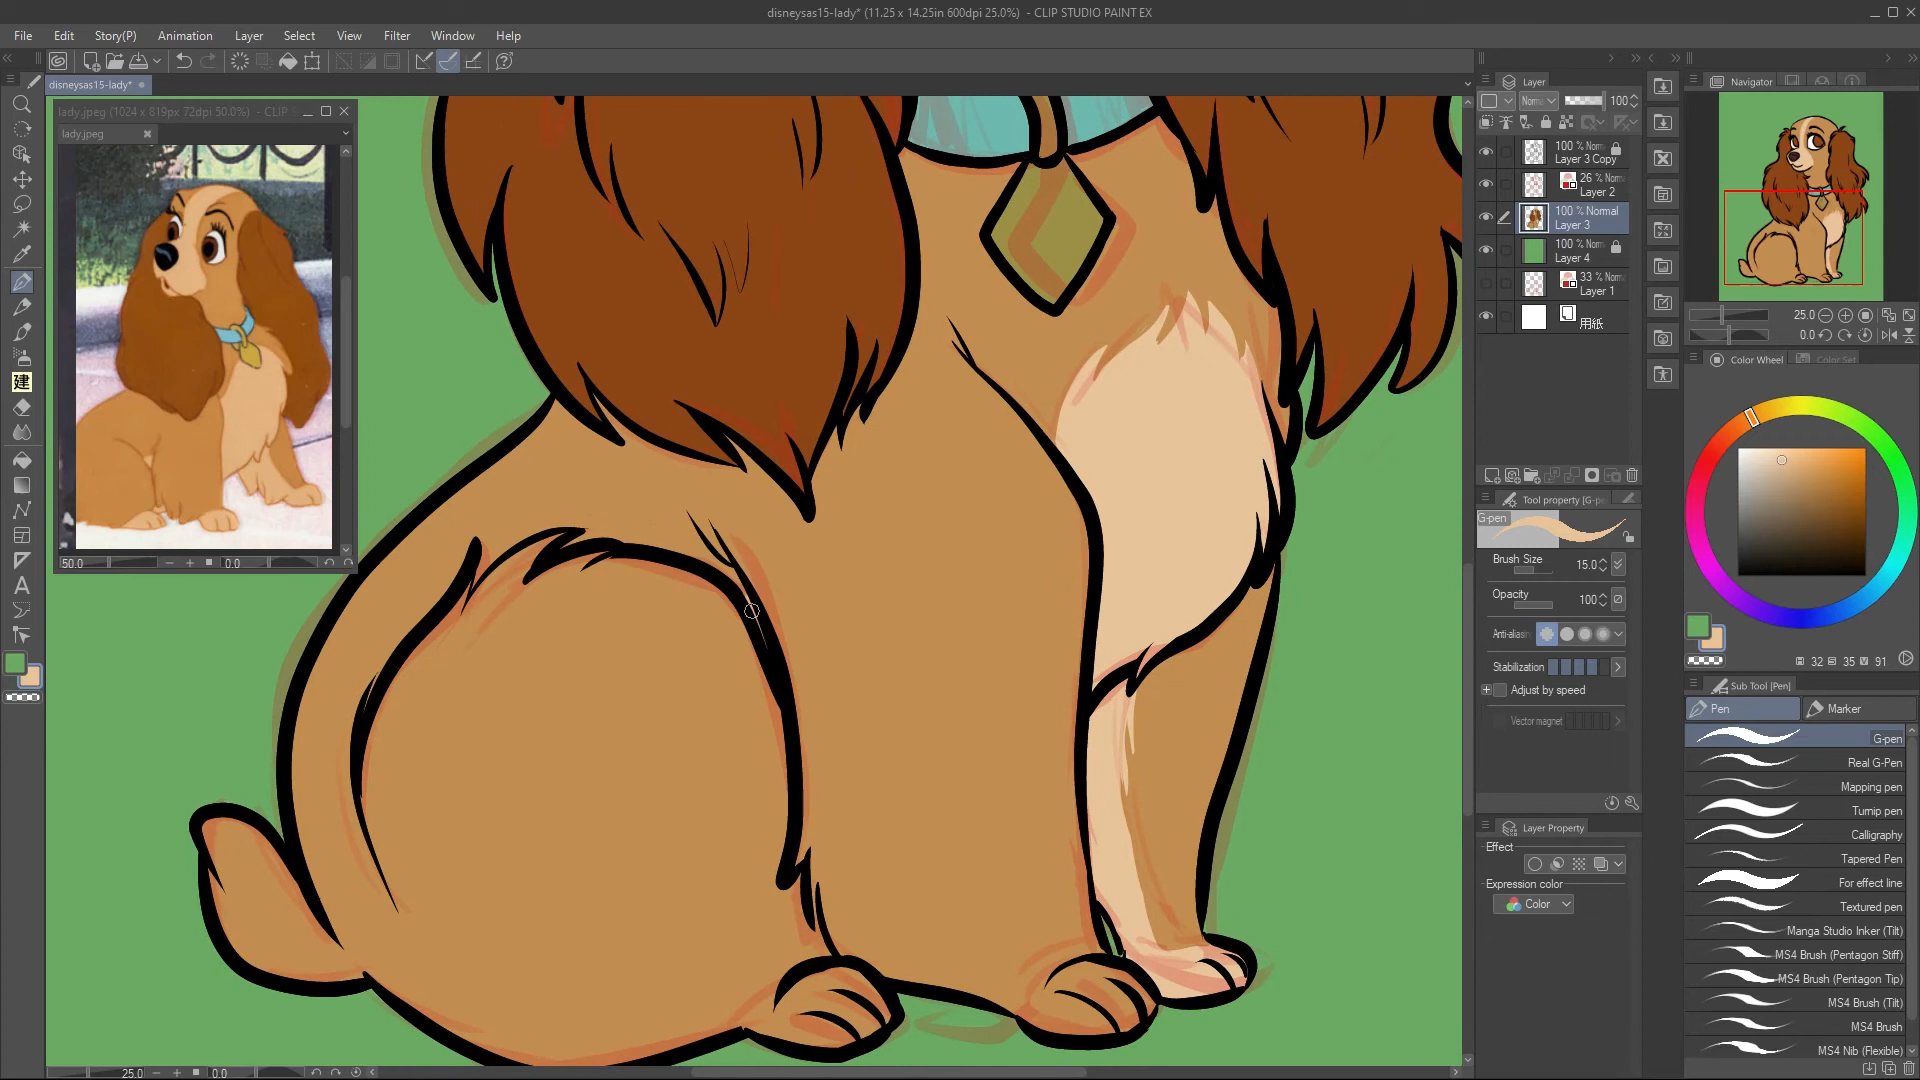 disneysas15-lady* (11.25 x 14.25in 600dpi 25.0%) - CLIP STUDIO PAINT EX
File Edit Story(P) Animation Layer Select View Filter Window Help
disneysas15-lady*
lady.jpeg (1024 x 819px 72dpi 50.0%) - CLIP S
lady.jpeg
50.0 0.0
建
A
25.0 0.0
Layer
100
100 % Norm
Layer 3 Copy
26 % Norm
Layer 2
100 % Normal
Layer 3
100 % Norm
Layer 4
33 % Norm
Layer 1
用紙
Tool property [G-pe
G-pen
Brush Size 15.0
Opacity 100
Anti-aliasi
Stabilization
Adjust by speed
Vector magnet
Layer Property
Effect
Expression color
Color
Navigator
25.0
0.0
Color Wheel Color Set
32 35 91
Sub Tool [Pen]
Pen Marker
G-pen
Real G-Pen
Mapping pen
Turnip pen
Calligraphy
Tapered Pen
For effect line
Textured pen
Manga Studio Inker (Tilt)
MS4 Brush (Pentagon Stiff)
MS4 Brush (Pentagon Tip)
MS4 Brush (Tilt)
MS4 Brush
MS4 Nib (Flexible)